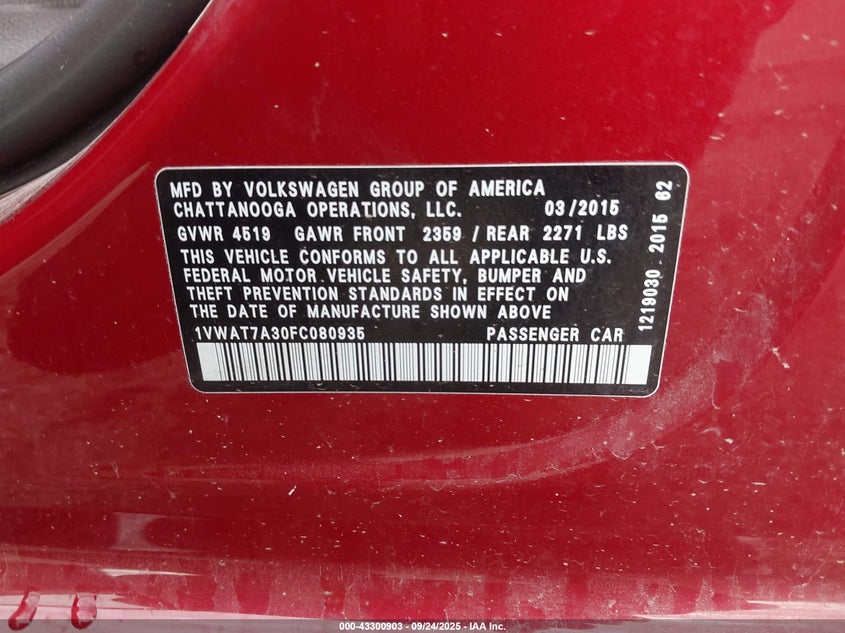 MFD BY VOLKSWAGEN GROUP OF AMERICA
CHATTANOOGA OPERATIONS, LLC. 03/2015
GVWR 4519 GAWR FRONT 2359 / REAR 2271 LBS
THIS VEHICLE CONFORMS TO ALL APPLICABLE U.S.
FEDERAL MOTOR VEHICLE SAFETY, BUMPER AND
THEFT PREVENTION STANDARDS IN EFFECT ON
THE DATE OF MANUFACTURE SHOWN ABOVE
1VWAT7A30FC080935 PASSENGER CAR
1219030 2015 62
000-43300903 - 09/24/2025 - IAA Inc.